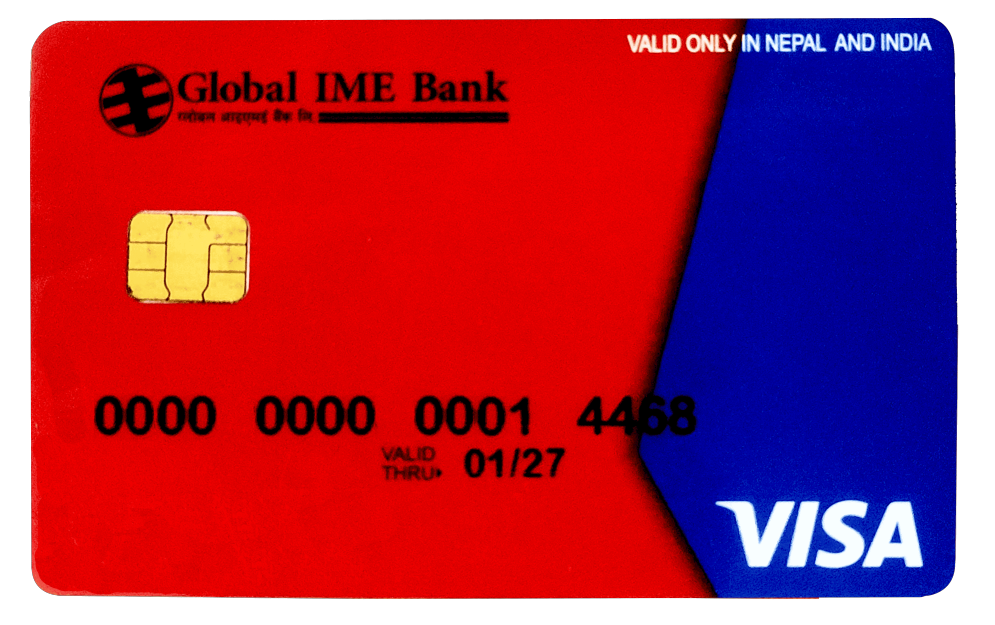 VALID ONLY IN NEPAL AND INDIA
Global IME Bank
ग्लोबल आइएमई बैंक लि.
0000 0000 0001 4468
VALID
THRU
01/27
VISA